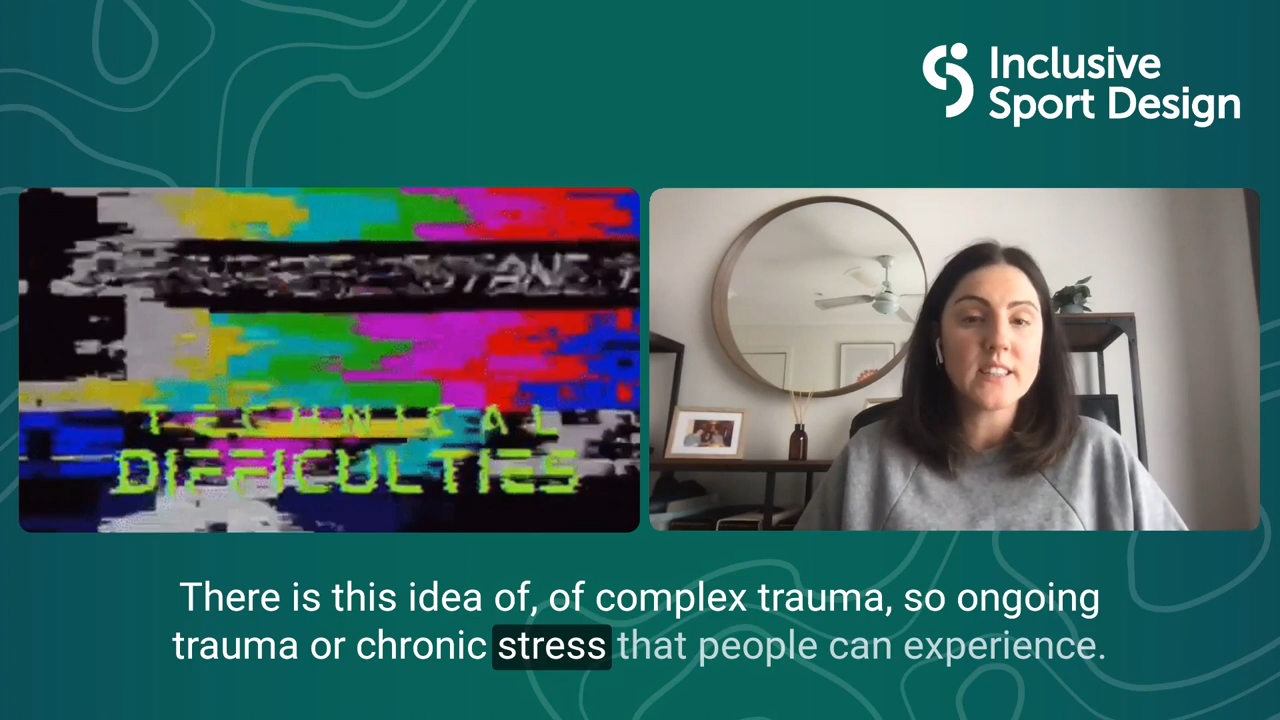 Inclusive
Sport Design
TECHNICAL
DIFFICULTIES
There is this idea of, of complex trauma, so ongoing
trauma or chronic stress that people can experience.